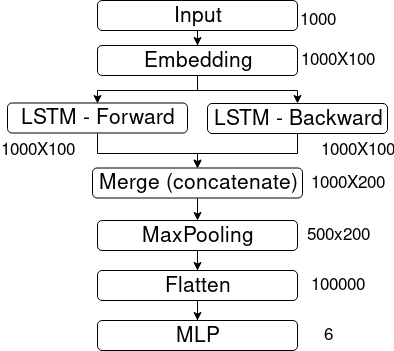 Input 1000
Embedding 1000X100
LSTM - Forward LSTM - Backward
1000X100 1000X100
Merge (concatenate) 1000X200
MaxPooling 500x200
Flatten 100000
MLP 6